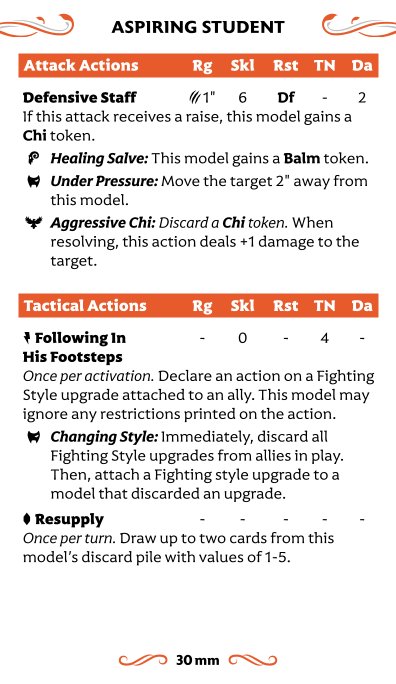 ASPIRING STUDENT
Attack Actions Rg Skl Rst TN Da
Defensive Staff 1" 6 Df - 2
If this attack receives a raise, this model gains a
Chi token.
Healing Salve: This model gains a Balm token.
Under Pressure: Move the target 2" away from
this model.
Aggressive Chi: Discard a Chi token. When
resolving, this action deals +1 damage to the
target.
Tactical Actions Rg Skl Rst TN Da
Following In - 0 - 4 -
His Footsteps
Once per activation. Declare an action on a Fighting
Style upgrade attached to an ally. This model may
ignore any restrictions printed on the action.
Changing Style: Immediately, discard all
Fighting Style upgrades from allies in play.
Then, attach a Fighting style upgrade to a
model that discarded an upgrade.
Resupply - - - - -
Once per turn. Draw up to two cards from this
model’s discard pile with values of 1-5.
30 mm